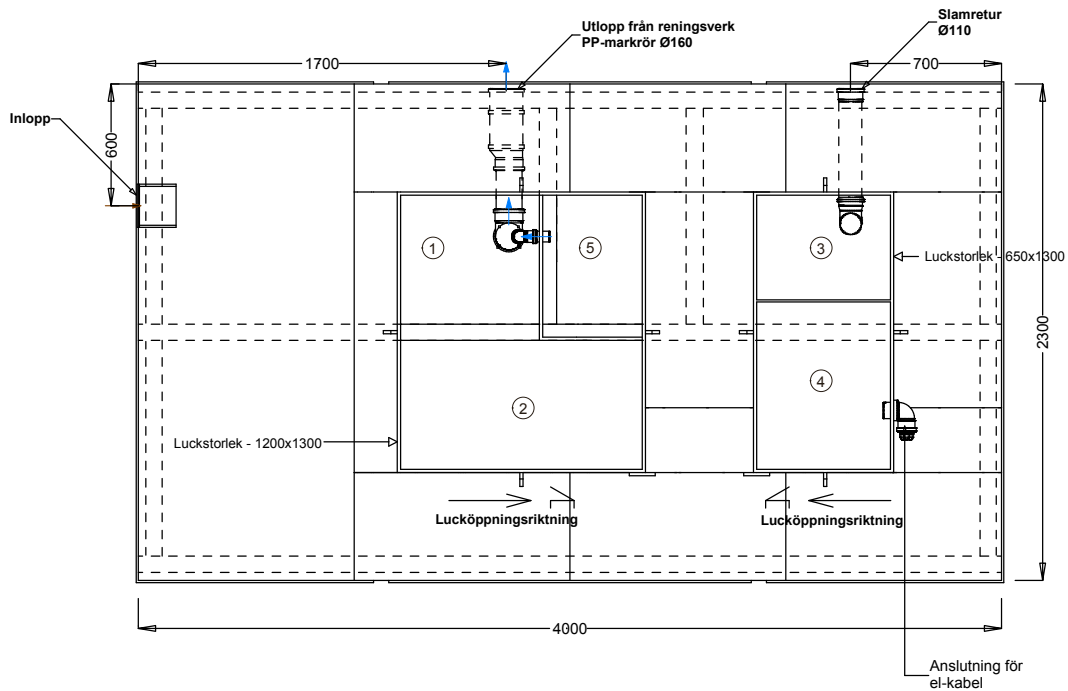 Utlopp från reningsverk
PP-markrör Ø160
Slamretur
Ø110
1700
700
Inlopp
600
1
5
3
Luckstorlek - 650x1300
2300
4
2
Luckstorlek - 1200x1300
Lucköppningsriktning
Lucköppningsriktning
4000
Anslutning för
el-kabel